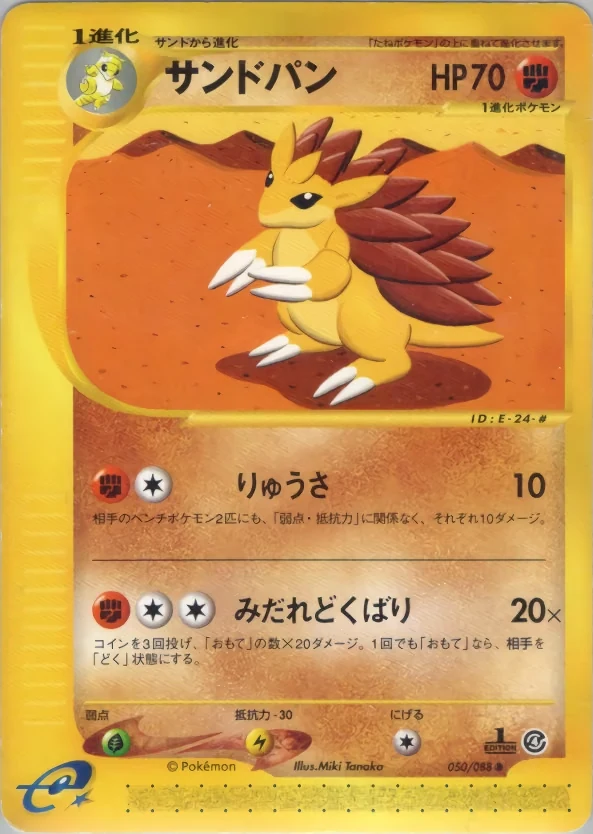 1進化
サンドから進化
「たねポケモン」の上に重ねて進化させます。
サンドパン
HP70
1進化ポケモン
ID:E-24-#
りゅうさ
10
相手のベンチポケモン2匹にも、「弱点・抵抗力」に関係なく、それぞれ10ダメージ。
みだれどくばり
20×
コインを3回投げ、「おもて」の数×20ダメージ。1回でも「おもて」なら、相手を
「どく」状態にする。
弱点
抵抗力-30
にげる
1
EDITION
© Pokémon
Illus.Miki Tanaka
050/088
e